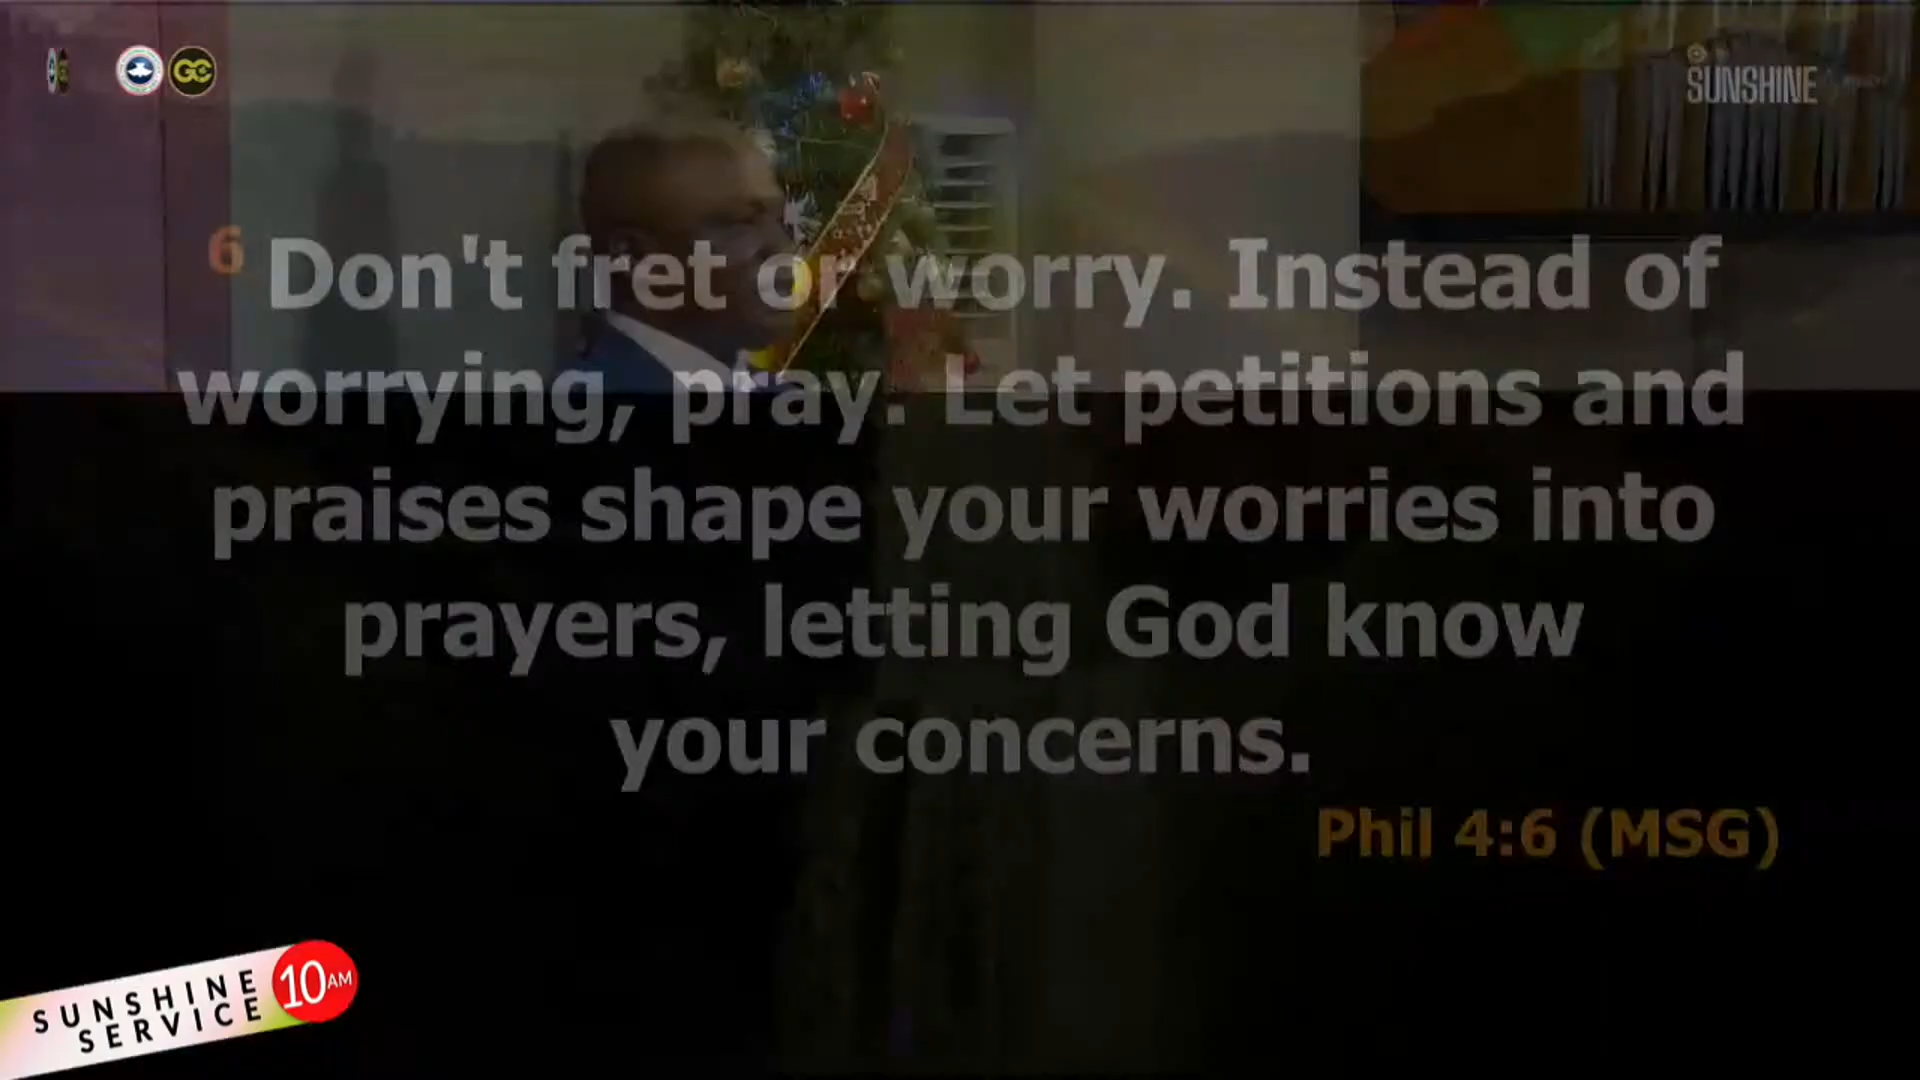 GC
SUNSHINE
6 Don't fret or worry. Instead of
worrying, pray. Let petitions and
praises shape your worries into
prayers, letting God know
your concerns.
Phil 4:6 (MSG)
SUNSHINE
SERVICE
10AM